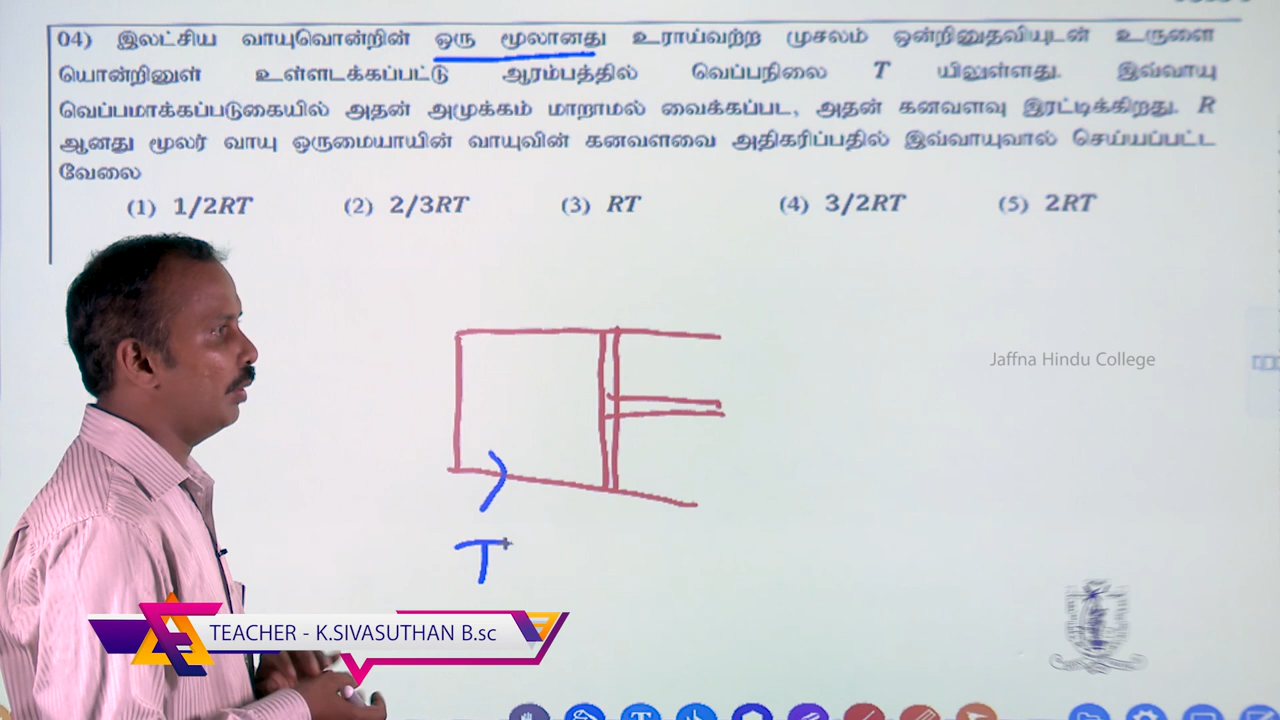 04) இலட்சிய வாயுவொன்றின் ஒரு மூலானது உராய்வற்ற முசலம் ஒன்றினுதவியுடன் உருளை
யொன்றினுள் உள்ளடக்கப்பட்டு ஆரம்பத்தில் வெப்பநிலை T யிலுள்ளது. இவ்வாயு
வெப்பமாக்கப்படுகையில் அதன் அமுக்கம் மாறாமல் வைக்கப்பட, அதன் கனவளவு இரட்டிக்கிறது. R
ஆனது மூலர் வாயு ஒருமையாயின் வாயுவின் கனவளவை அதிகரிப்பதில் இவ்வாயுவால் செய்யப்பட்ட
வேலை
(1) 1/2RT (2) 2/3RT (3) RT (4) 3/2RT (5) 2RT
Jaffna Hindu College
T
TEACHER - K.SIVASUTHAN B.sc